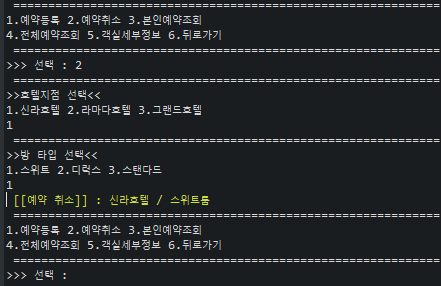 ==================================================
1.예약등록 2.예약취소 3.본인예약조회
4.전체예약조회 5.객실세부정보 6.뒤로가기
==================================================
>>> 선택 : 2
==================================================
>>호텔지점 선택<<
1.신라호텔 2.라마다호텔 3.그랜드호텔
1
==================================================
>>방 타입 선택<<
1.스위트 2.디럭스 3.스탠다드
1
[[예약 취소]] : 신라호텔 / 스위트룸
==================================================
1.예약등록 2.예약취소 3.본인예약조회
4.전체예약조회 5.객실세부정보 6.뒤로가기
==================================================
>>> 선택 :